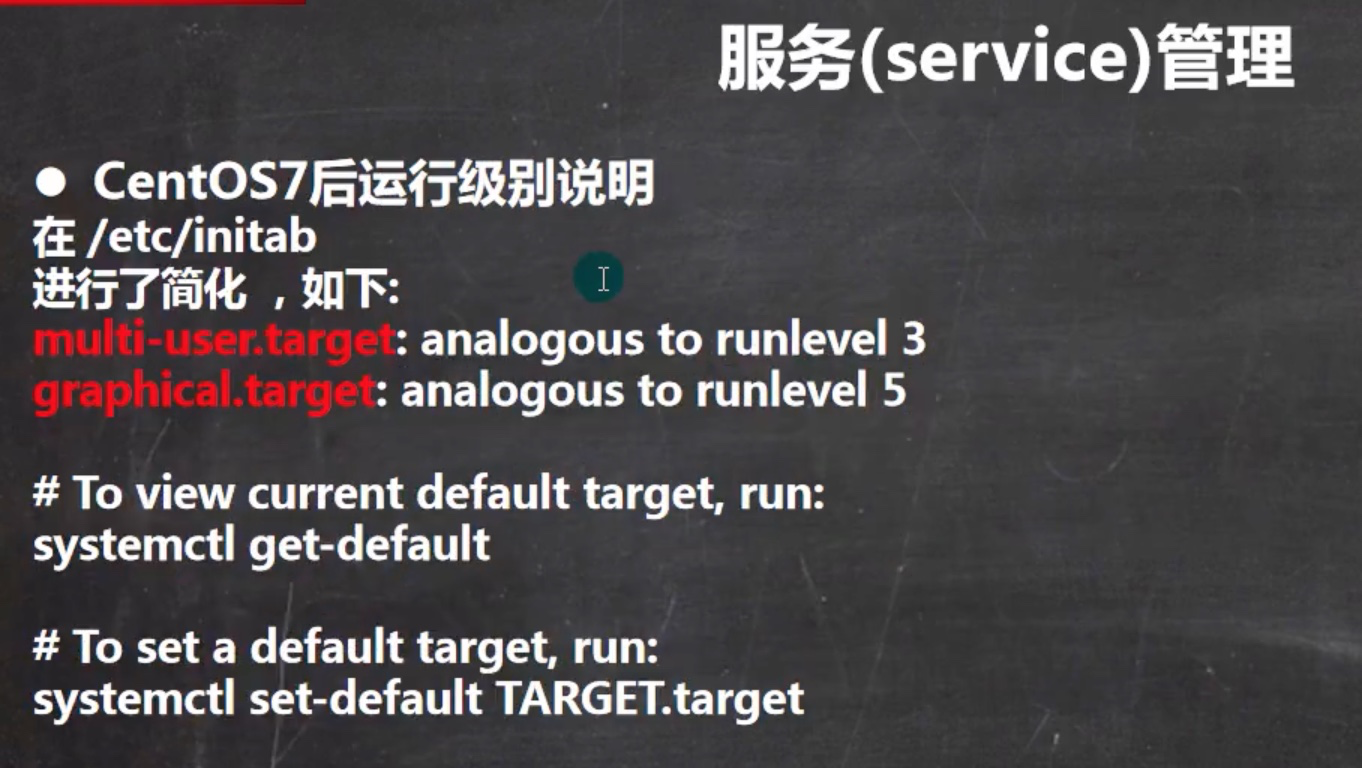 服务(service)管理
● CentOS7后运行级别说明
在 /etc/initab
进行了简化 ，如下:
multi-user.target: analogous to runlevel 3
graphical.target: analogous to runlevel 5
# To view current default target, run:
systemctl get-default
# To set a default target, run:
systemctl set-default TARGET.target